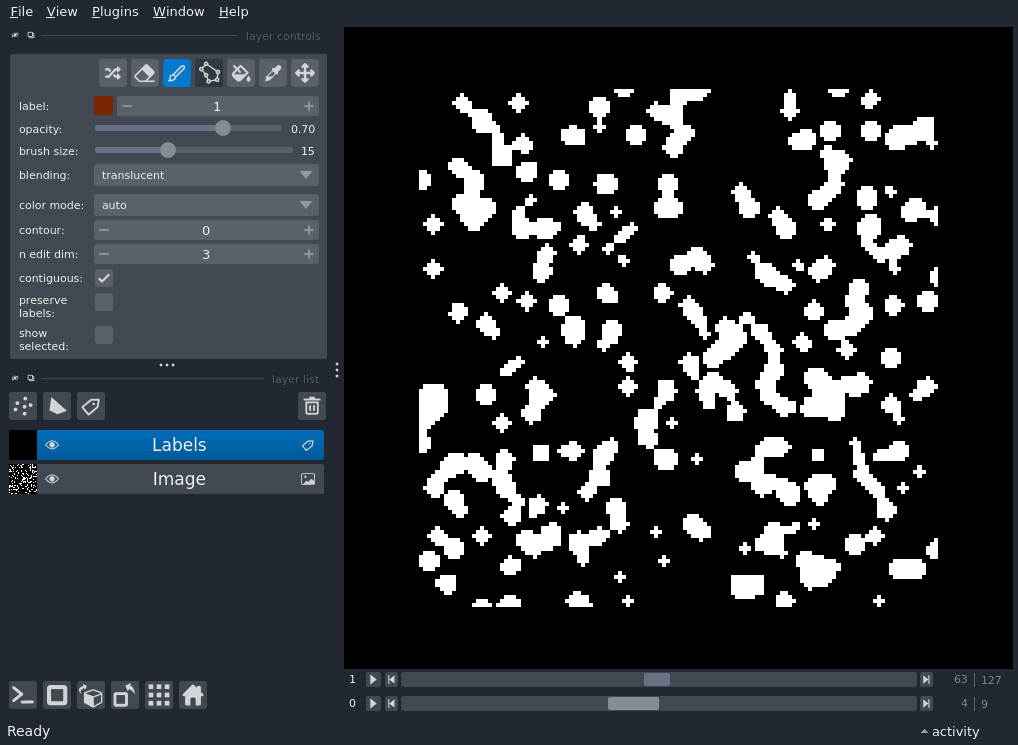 File View Plugins Window Help
layer controls
label: 1
opacity: 0.70
brush size: 15
blending: translucent
color mode: auto
contour: 0
n edit dim: 3
contiguous:
preserve
labels:
show
selected:
layer list
Labels
Image
1 63 127
0 4 9
Ready activity